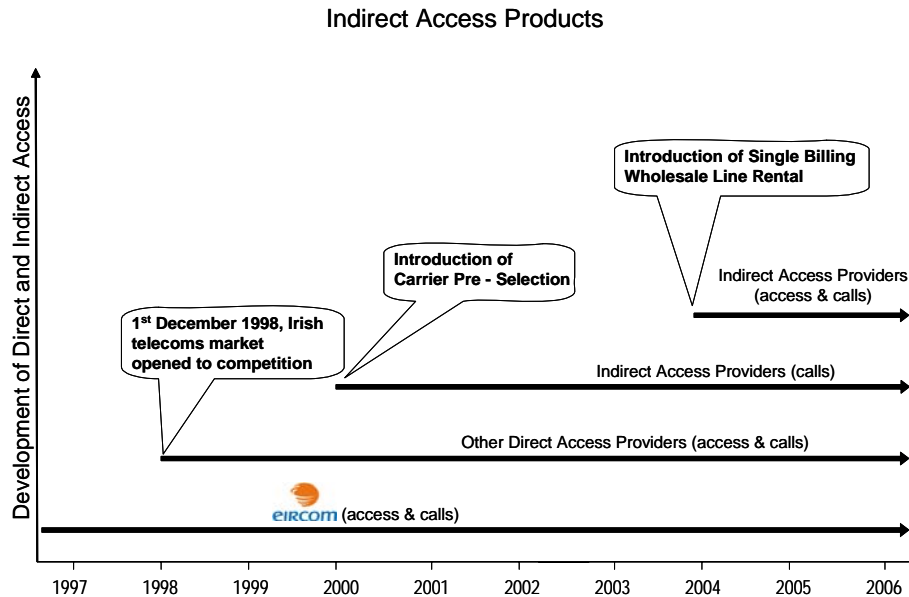 Indirect Access Products
Development of Direct and Indirect Access
Introduction of Single Billing
Wholesale Line Rental
Introduction of
Carrier Pre - Selection
Indirect Access Providers
(access & calls)
1st December 1998, Irish
telecoms market
opened to competition
Indirect Access Providers (calls)
Other Direct Access Providers (access & calls)
eircom (access & calls)
1997 1998 1999 2000 2001 2002 2003 2004 2005 2006